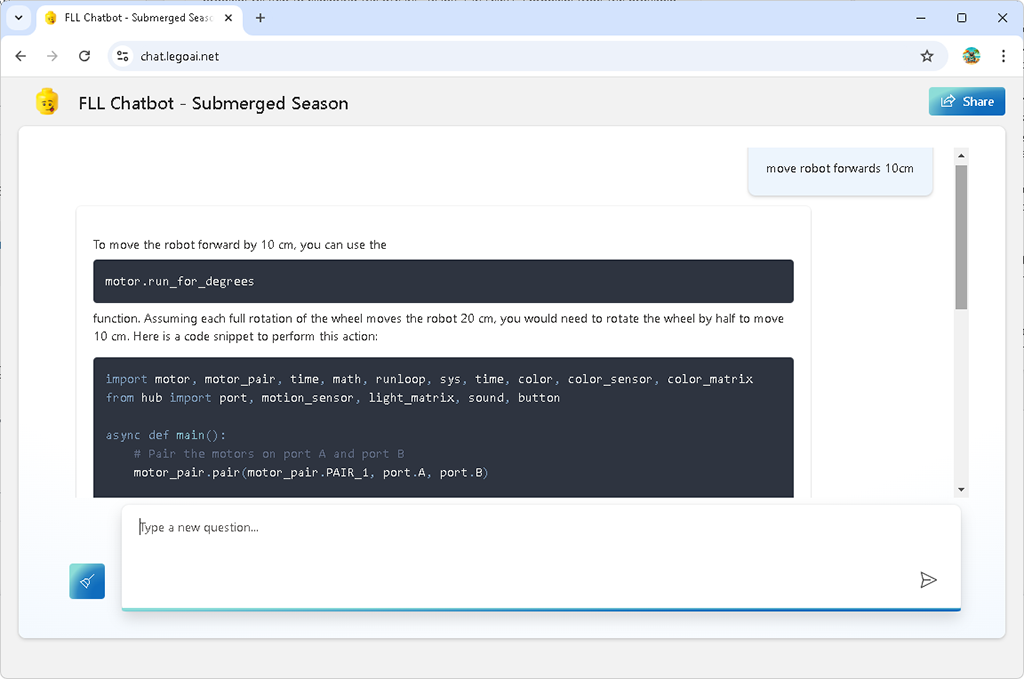 FLL Chatbot - Submerged Seas
chat.legoai.net
FLL Chatbot - Submerged Season
Share
move robot forwards 10cm
To move the robot forward by 10 cm, you can use the
motor.run_for_degrees
function. Assuming each full rotation of the wheel moves the robot 20 cm, you would need to rotate the wheel by half to move
10 cm. Here is a code snippet to perform this action:
import motor, motor_pair, time, math, runloop, sys, time, color, color_sensor, color_matrix
from hub import port, motion_sensor, light_matrix, sound, button
async def main():
# Pair the motors on port A and port B
motor_pair.pair(motor_pair.PAIR_1, port.A, port.B)
Type a new question...